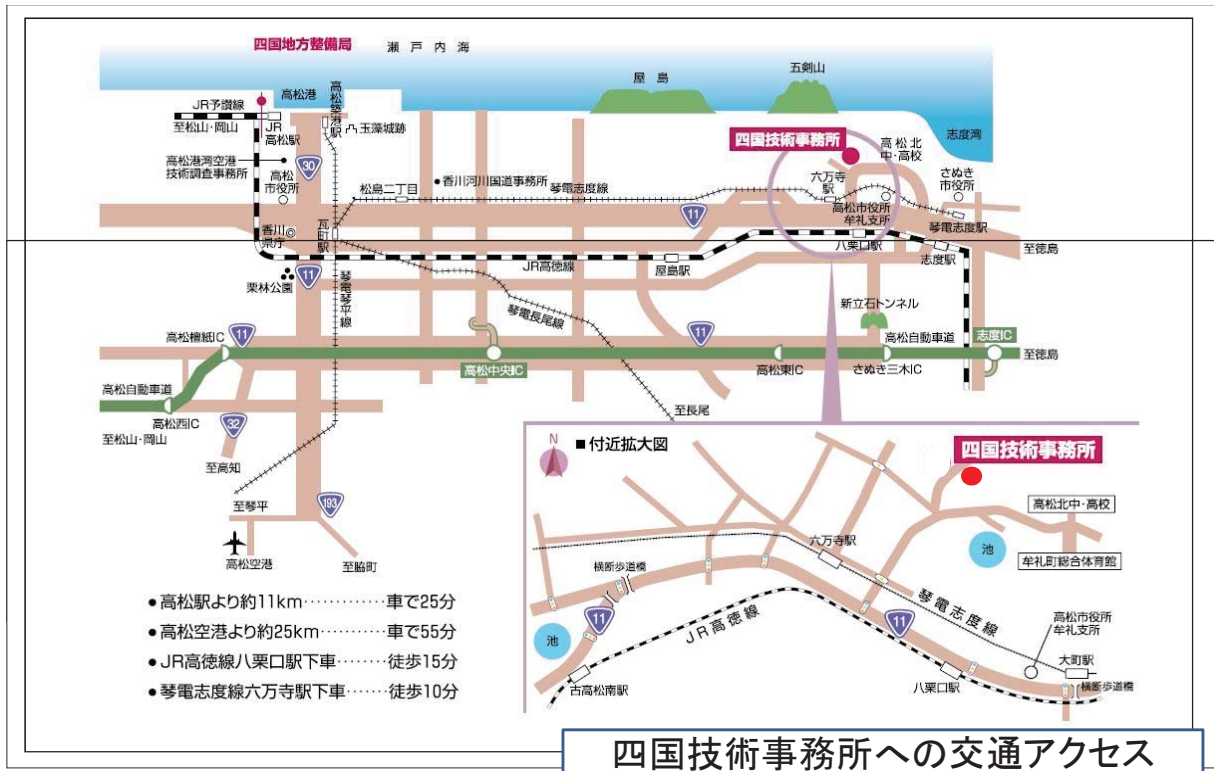 四国地方整備局
瀬戸内海
屋島
五剣山
高松港
高松築港駅
JR予讃線
至松山・岡山
JR高松駅
玉藻城跡
四国技術事務所
高松北中・高校
志度湾
高松港湾空港
技術調査事務所
高松市役所
30
松島二丁目
香川河川国道事務所
琴電志度線
六万寺駅
さぬき市役所
11
高松市役所
牟礼支所
琴電志度駅
香川県庁
瓦町駅
八栗口駅
志度駅
至徳島
JR高徳線
屋島駅
11
栗林公園
琴電琴平線
琴電長尾線
新立石トンネル
高松檀紙IC
11
11
高松自動車道
志度IC
高松中央IC
高松東IC
さぬき三木IC
至徳島
高松自動車道
高松西IC
至松山・岡山
32
至高知
至長尾
至琴平
193
高松空港
至脇町
●高松駅より約11km…………車で25分
●高松空港より約25km………車で55分
●JR高徳線八栗口駅下車………徒歩15分
●琴電志度線六万寺駅下車……徒歩10分
N
■付近拡大図
四国技術事務所
高松北中・高校
六万寺駅
池
牟礼町総合体育館
横断歩道橋
11
JR高徳線
11
琴電志度線
高松市役所
牟礼支所
池
大町駅
古高松南駅
八栗口駅
横断歩道橋
四国技術事務所への交通アクセス